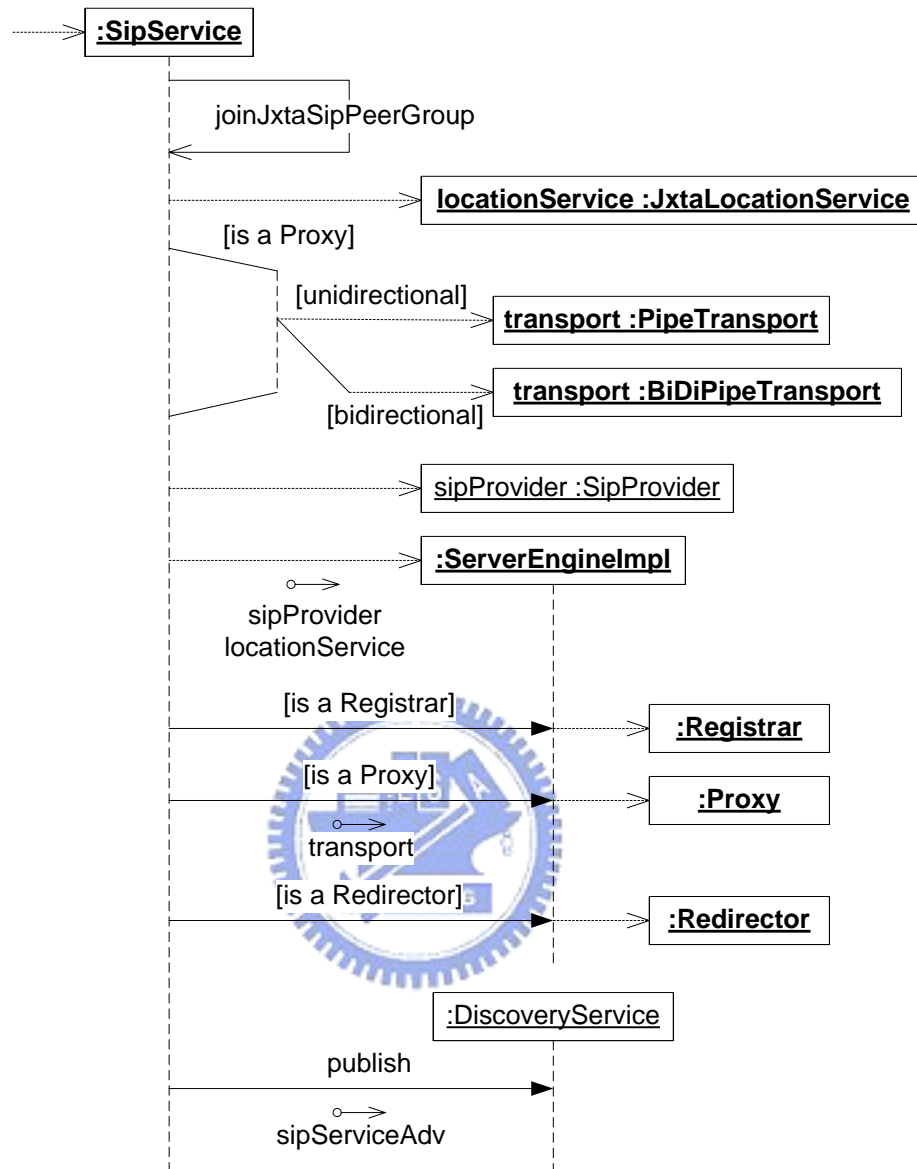 :SipService
joinJxtaSipPeerGroup
locationService :JxtaLocationService
[is a Proxy]
[unidirectional]
transport :PipeTransport
transport :BiDiPipeTransport
[bidirectional]
sipProvider :SipProvider
:ServerEngineImpl
sipProvider
locationService
[is a Registrar]
:Registrar
[is a Proxy]
:Proxy
transport
[is a Redirector]
:Redirector
:DiscoveryService
publish
sipServiceAdv